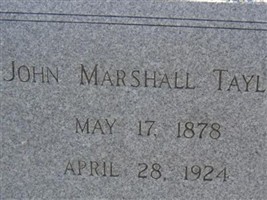 JOHN MARSHALL TAYL
MAY 17, 1878
APRIL 28, 1924